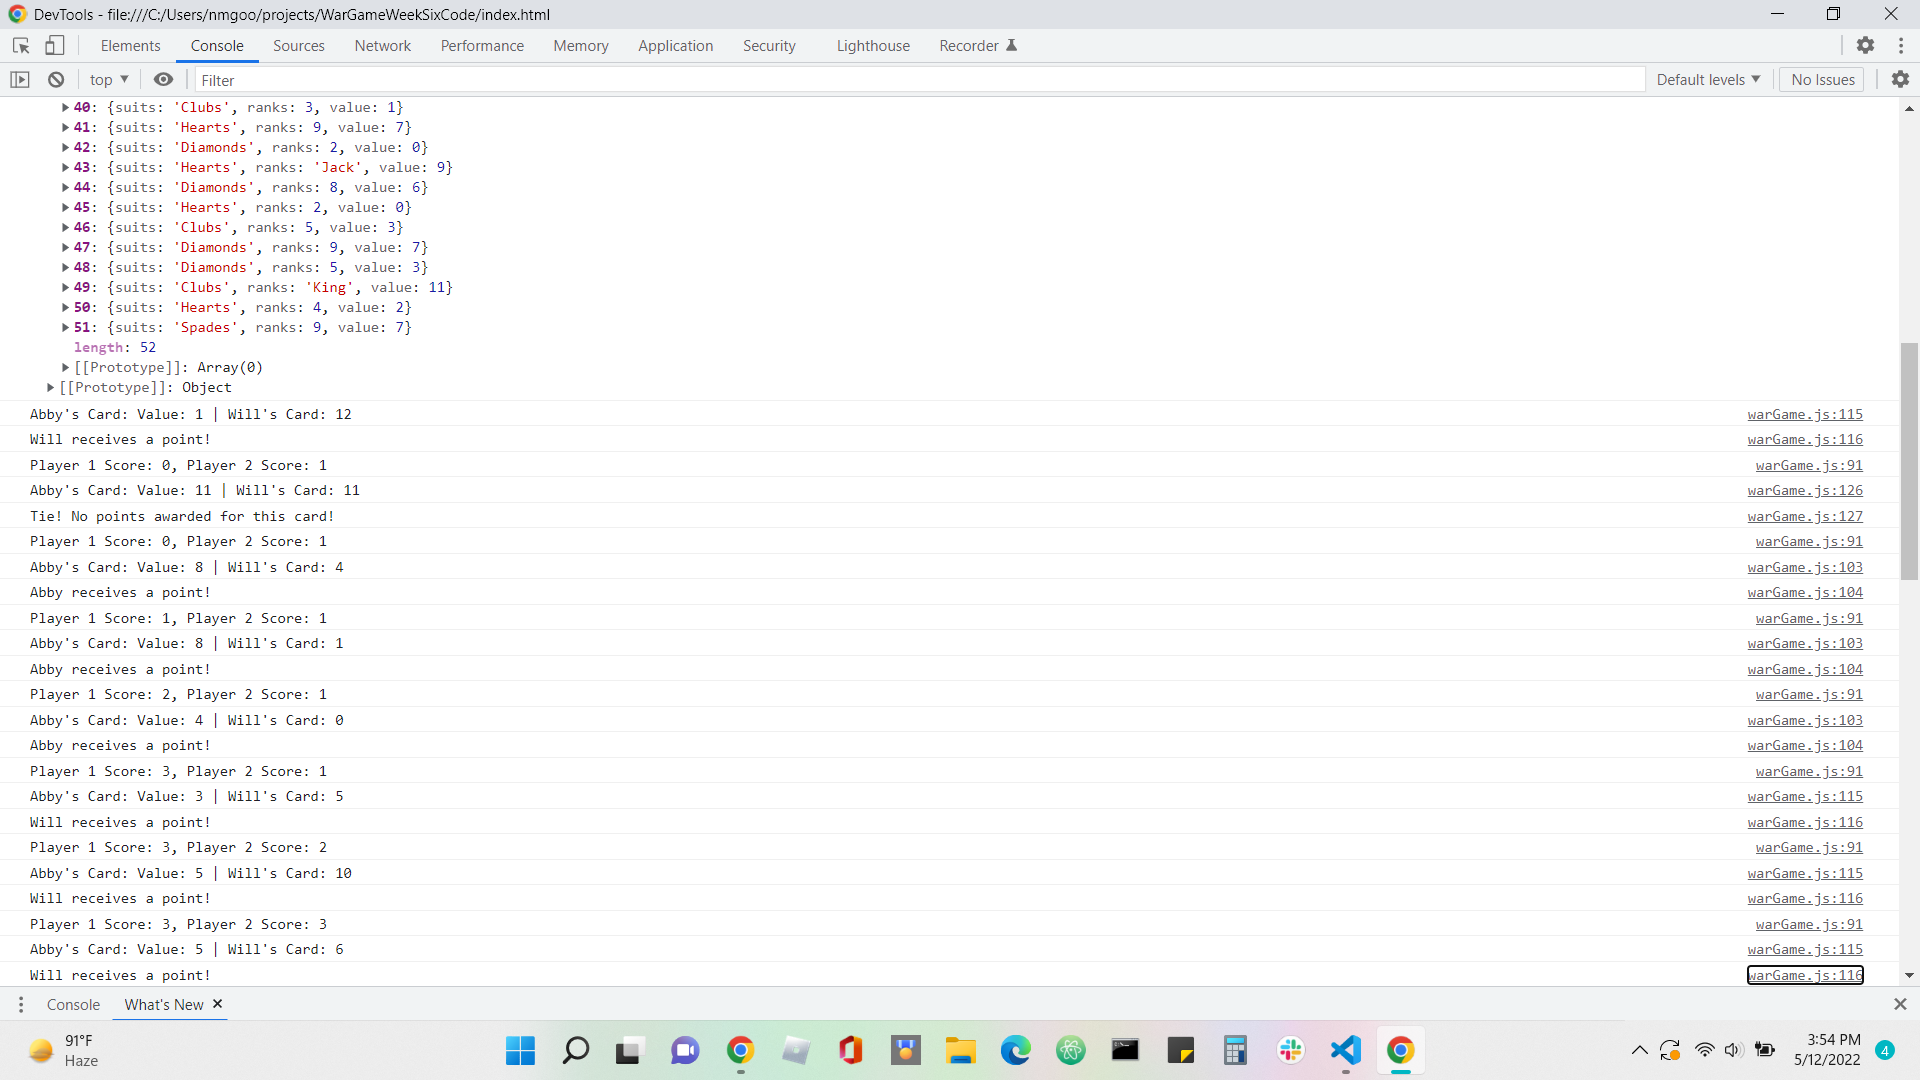 DevTools - file:///C:/Users/nmgoo/projects/WarGameWeekSixCode/index.html
Elements Console Sources Network Performance Memory Application Security Lighthouse Recorder
top Filter Default levels No Issues
40: {suits: 'Clubs', ranks: 3, value: 1}
41: {suits: 'Hearts', ranks: 9, value: 7}
42: {suits: 'Diamonds', ranks: 2, value: 0}
43: {suits: 'Hearts', ranks: 'Jack', value: 9}
44: {suits: 'Diamonds', ranks: 8, value: 6}
45: {suits: 'Hearts', ranks: 2, value: 0}
46: {suits: 'Clubs', ranks: 5, value: 3}
47: {suits: 'Diamonds', ranks: 9, value: 7}
48: {suits: 'Diamonds', ranks: 5, value: 3}
49: {suits: 'Clubs', ranks: 'King', value: 11}
50: {suits: 'Hearts', ranks: 4, value: 2}
51: {suits: 'Spades', ranks: 9, value: 7}
length: 52
[[Prototype]]: Array(0)
[[Prototype]]: Object
Abby's Card: Value: 1 | Will's Card: 12 warGame.js:115
Will receives a point! warGame.js:116
Player 1 Score: 0, Player 2 Score: 1 warGame.js:91
Abby's Card: Value: 11 | Will's Card: 11 warGame.js:126
Tie! No points awarded for this card! warGame.js:127
Player 1 Score: 0, Player 2 Score: 1 warGame.js:91
Abby's Card: Value: 8 | Will's Card: 4 warGame.js:103
Abby receives a point! warGame.js:104
Player 1 Score: 1, Player 2 Score: 1 warGame.js:91
Abby's Card: Value: 8 | Will's Card: 1 warGame.js:103
Abby receives a point! warGame.js:104
Player 1 Score: 2, Player 2 Score: 1 warGame.js:91
Abby's Card: Value: 4 | Will's Card: 0 warGame.js:103
Abby receives a point! warGame.js:104
Player 1 Score: 3, Player 2 Score: 1 warGame.js:91
Abby's Card: Value: 3 | Will's Card: 5 warGame.js:115
Will receives a point! warGame.js:116
Player 1 Score: 3, Player 2 Score: 2 warGame.js:91
Abby's Card: Value: 5 | Will's Card: 10 warGame.js:115
Will receives a point! warGame.js:116
Player 1 Score: 3, Player 2 Score: 3 warGame.js:91
Abby's Card: Value: 5 | Will's Card: 6 warGame.js:115
Will receives a point! warGame.js:116
Console What's New
91°F
Haze
3:54 PM
5/12/2022
4